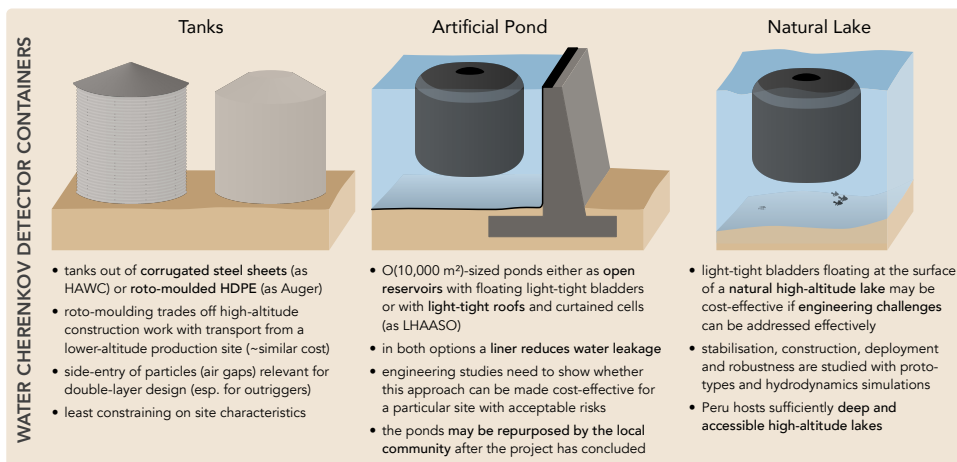 WATER CHERENKOV DETECTOR CONTAINERS
Tanks
• tanks out of corrugated steel sheets (as
HAWC) or roto-moulded HDPE (as Auger)
• roto-moulding trades off high-altitude
construction work with transport from a
lower-altitude production site (~similar cost)
• side-entry of particles (air gaps) relevant for
double-layer design (esp. for outriggers)
• least constraining on site characteristics
Artificial Pond
• O(10,000 m²)-sized ponds either as open
reservoirs with floating light-tight bladders
or with light-tight roofs and curtained cells
(as LHAASO)
• in both options a liner reduces water leakage
• engineering studies need to show whether
this approach can be made cost-effective for
a particular site with acceptable risks
• the ponds may be repurposed by the local
community after the project has concluded
Natural Lake
• light-tight bladders floating at the surface
of a natural high-altitude lake may be
cost-effective if engineering challenges
can be addressed effectively
• stabilisation, construction, deployment
and robustness are studied with proto-
types and hydrodynamics simulations
• Peru hosts sufficiently deep and
accessible high-altitude lakes